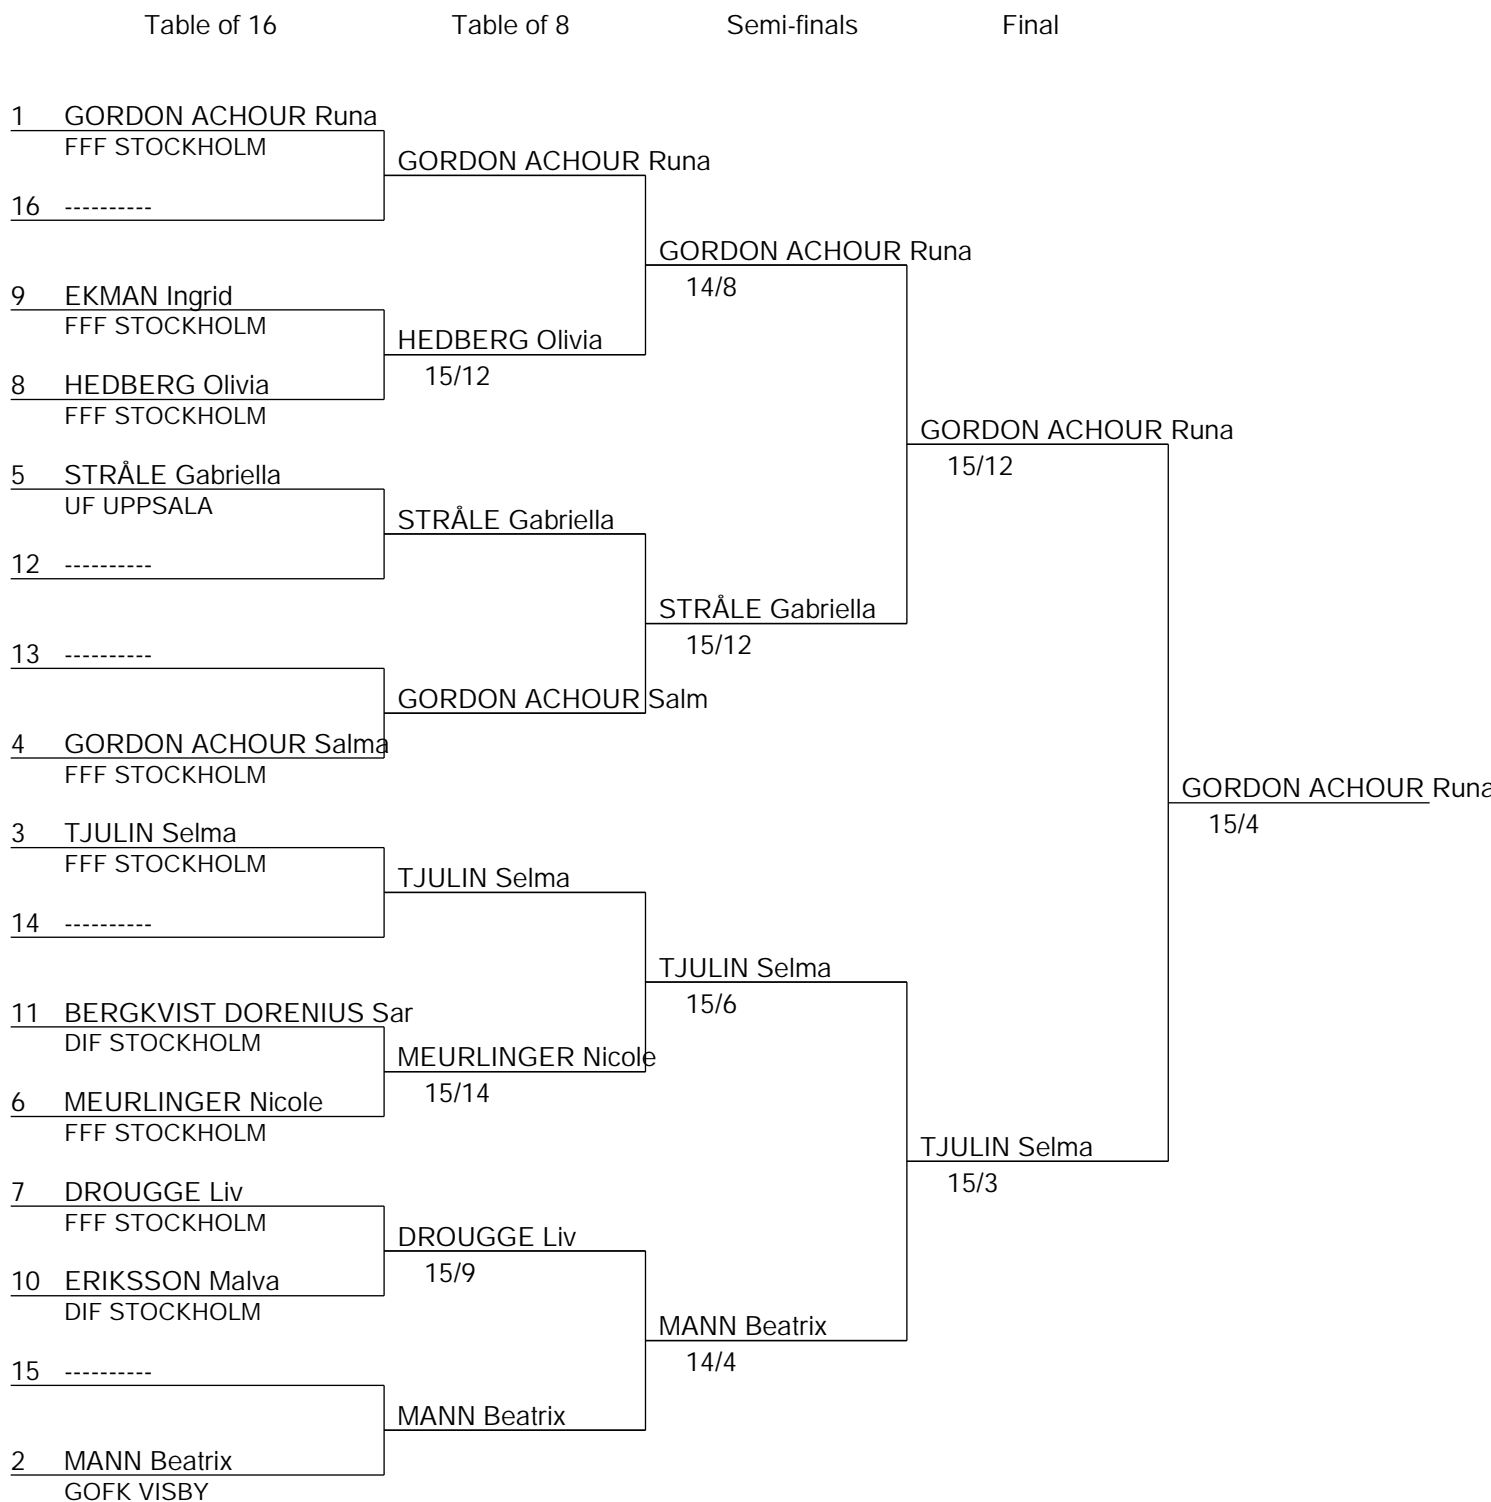 Table of 16 Table of 8 Semi-finals Final
1 GORDON ACHOUR Runa
FFF STOCKHOLM
GORDON ACHOUR Runa
16 ----------
GORDON ACHOUR Runa
14/8
9 EKMAN Ingrid
FFF STOCKHOLM
HEDBERG Olivia
15/12
8 HEDBERG Olivia
FFF STOCKHOLM
GORDON ACHOUR Runa
15/12
5 STRÅLE Gabriella
UF UPPSALA
STRÅLE Gabriella
12 ----------
STRÅLE Gabriella
15/12
13 ----------
GORDON ACHOUR Salm
4 GORDON ACHOUR Salma
FFF STOCKHOLM
GORDON ACHOUR Runa
15/4
3 TJULIN Selma
FFF STOCKHOLM
TJULIN Selma
14 ----------
TJULIN Selma
15/6
11 BERGKVIST DORENIUS Sar
DIF STOCKHOLM
MEURLINGER Nicole
15/14
6 MEURLINGER Nicole
FFF STOCKHOLM
TJULIN Selma
15/3
7 DROUGGE Liv
FFF STOCKHOLM
DROUGGE Liv
15/9
10 ERIKSSON Malva
DIF STOCKHOLM
MANN Beatrix
14/4
15 ----------
MANN Beatrix
2 MANN Beatrix
GOFK VISBY